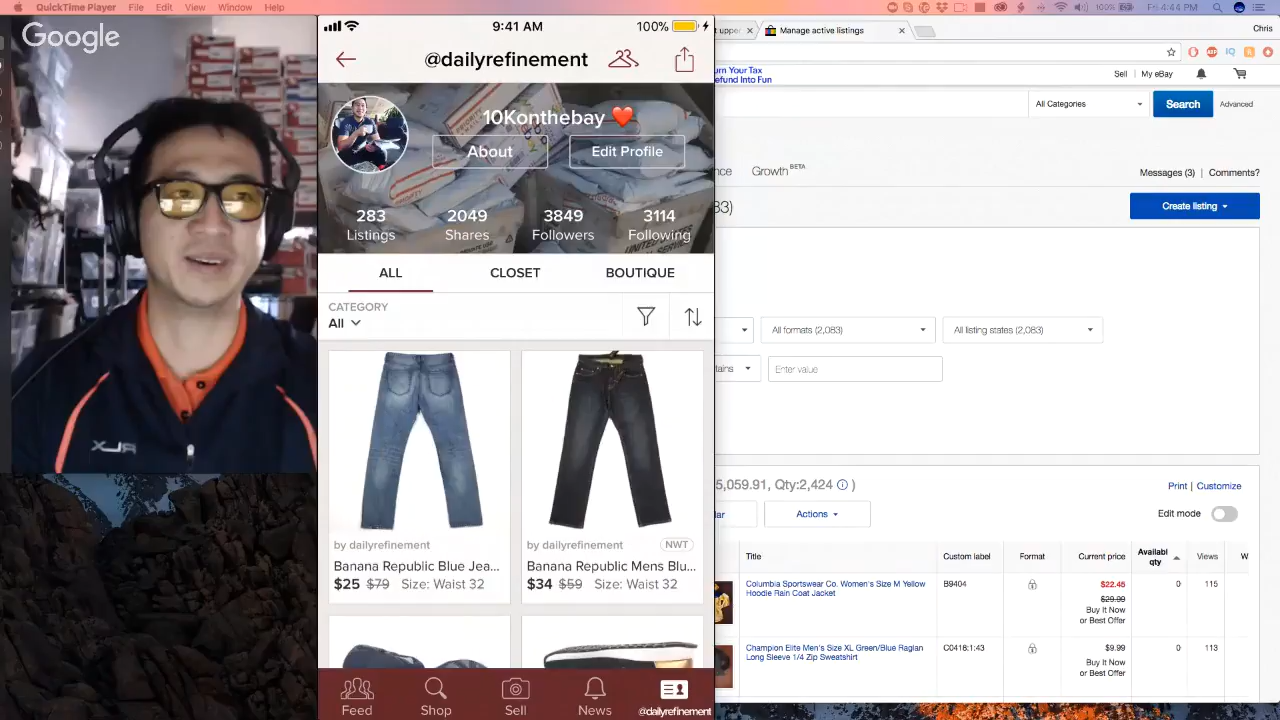 QuickTime Player File Edit View Window Help
100% Fri 4:44 PM
Google
RLX
9:41 AM
100%
@dailyrefinement
10Konthebay ❤️
About
Edit Profile
283 2049 3849 3114
Listings Shares Followers Following
ALL CLOSET BOUTIQUE
CATEGORY
All
by dailyrefinement
Banana Republic Blue Jea...
$25 $79 Size: Waist 32
by dailyrefinement NWT
Banana Republic Mens Blu...
$34 $59 Size: Waist 32
Feed Shop Sell News @dailyrefinement
upper Manage active listings Chris
urn Your Tax
efund Into Fun
Sell My eBay
All Categories Search Advanced
nce Growth BETA
Messages (3) | Comments?
83)
Create listing
All formats (2,083) All listing states (2,083)
tains Enter value
5,059.91, Qty:2,424 )
Print | Customize
lar Actions Edit mode
Title Custom label Format Current price Availabl qty Views W
Columbia Sportswear Co. Women's Size M Yellow
Hoodie Rain Coat Jacket
B9404
$22.45
$29.99
Buy It Now
or Best Offer
0 115
Champion Elite Men's Size XL Green/Blue Raglan
Long Sleeve 1/4 Zip Sweatshirt
C0418:1:43
$9.99
Buy It Now
or Best Offer
0 113